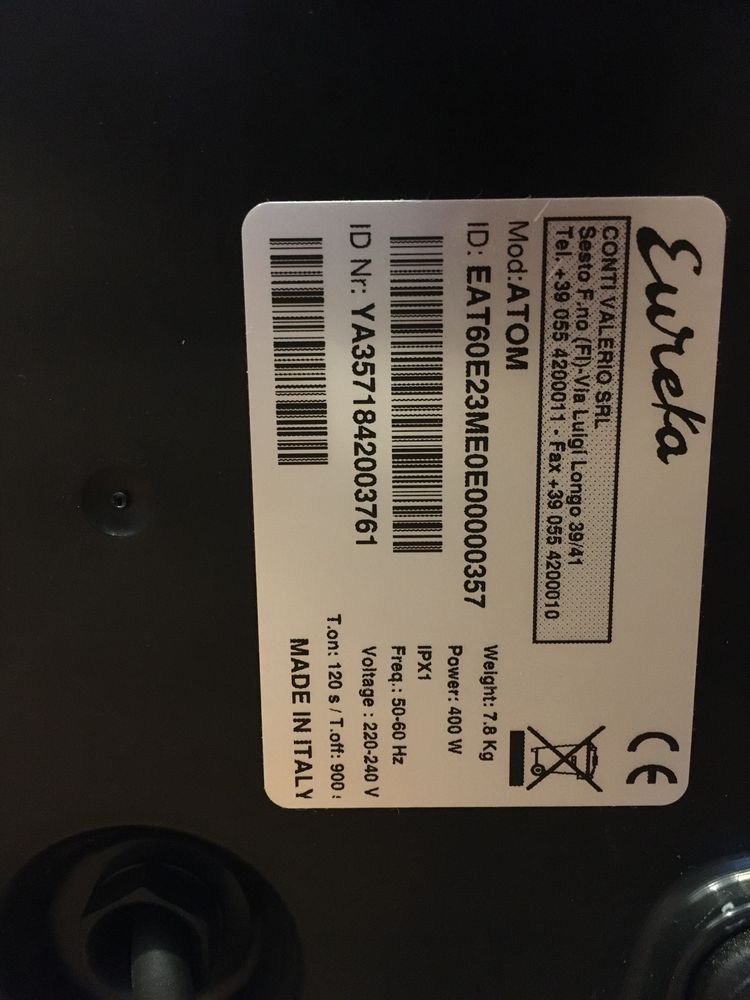 Eureka
CE
CONTI VALERIO SRL
Sesto F.no (FI)-Via Luigi Longo 39/41
Tel. +39 055 4200011 - Fax +39 055 4200010
Mod:ATOM
ID: EAT60E23ME0E00000357
ID Nr: YA3571842003761
Weight: 7.8 Kg
Power: 400 W
IPX1
Freq.: 50-60 Hz
Voltage : 220-240 V
T.on: 120 s / T.off: 900 s
MADE IN ITALY